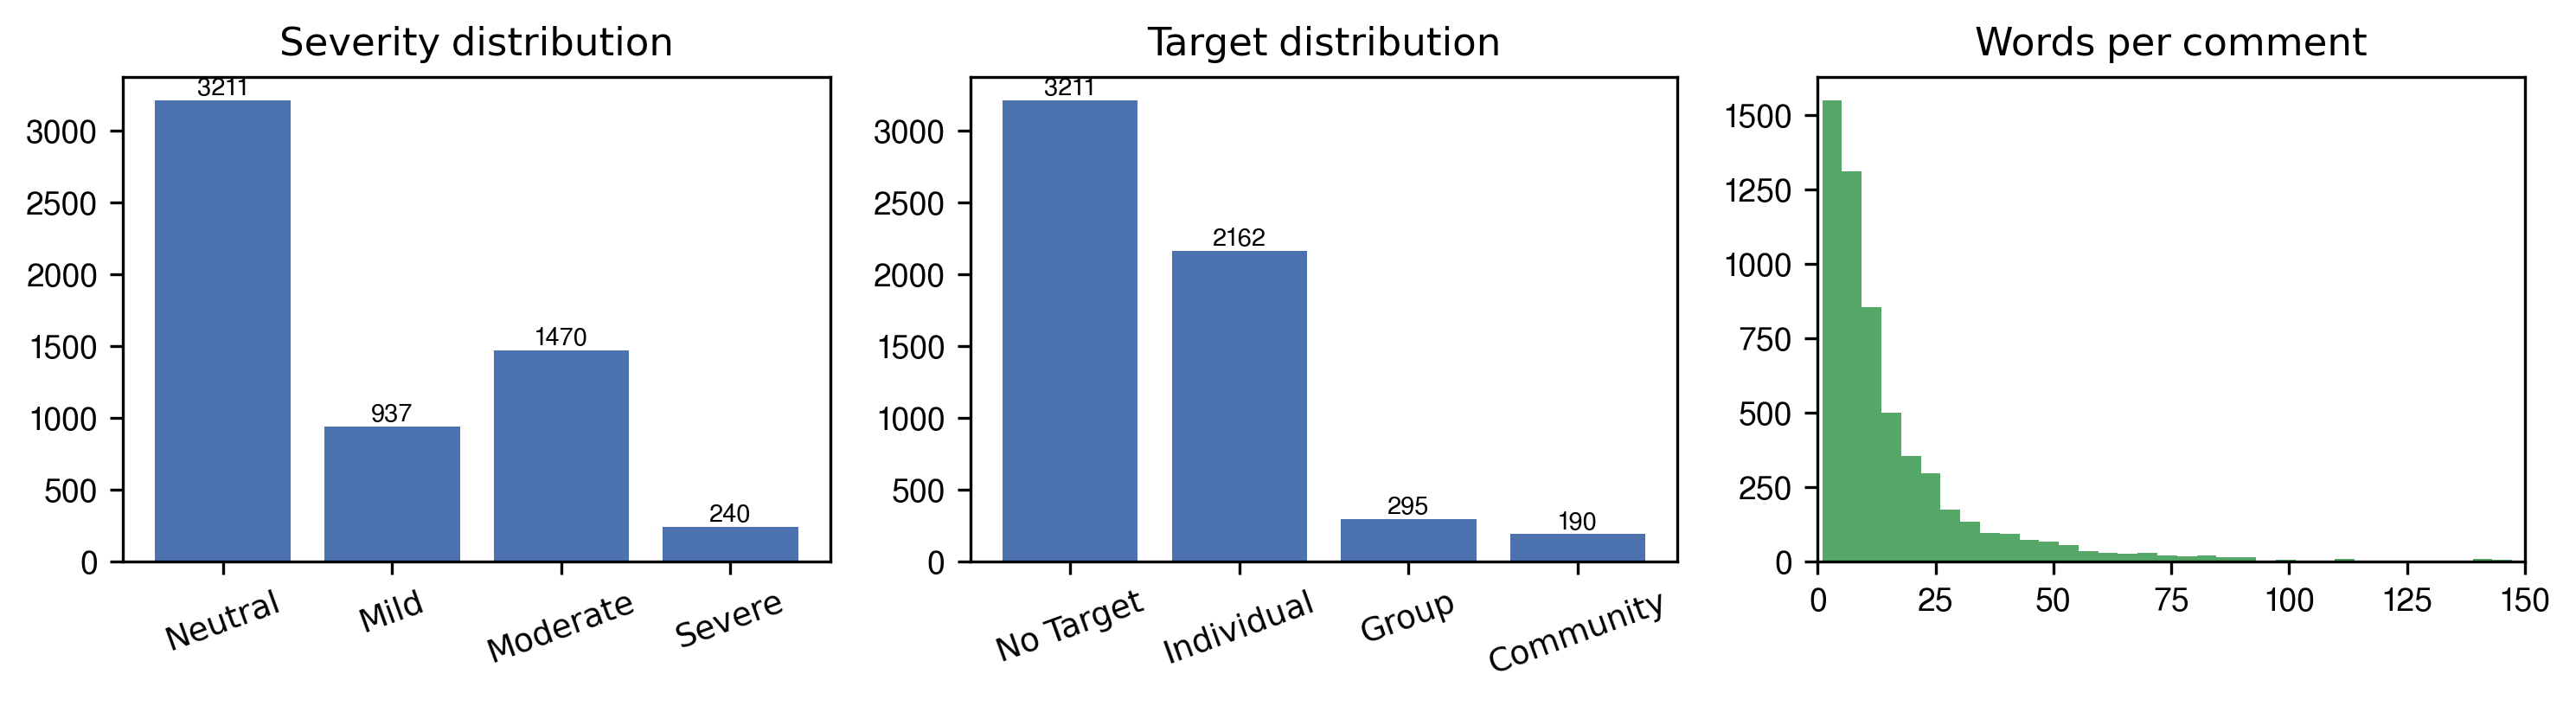 Severity distribution
3211
937
1470
240
3000
2500
2000
1500
1000
500
0
Neutral
Mild
Moderate
Severe
Target distribution
3211
2162
295
190
3000
2500
2000
1500
1000
500
0
No Target
Individual
Group
Community
Words per comment
1500
1250
1000
750
500
250
0
0 25 50 75 100 125 150